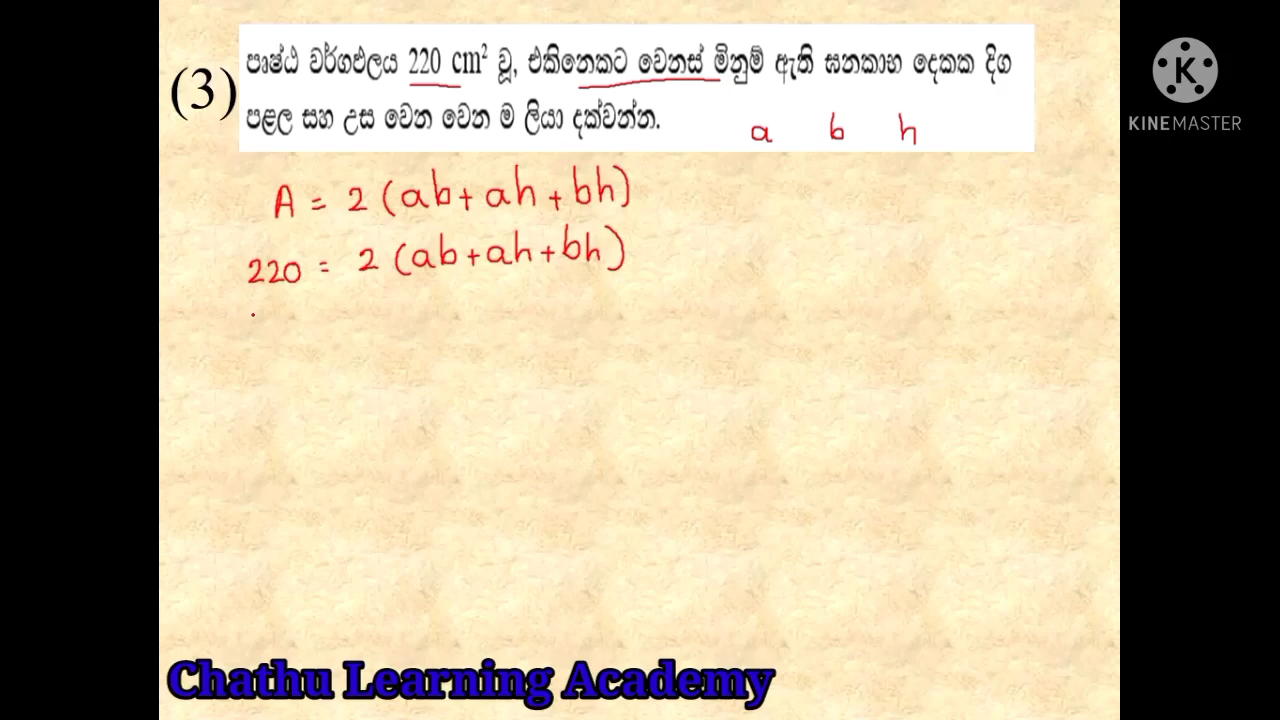 (3) පෘෂ්ඨ වර්ගඵලය 220 cm² වූ, එකිනෙකට වෙනස් මිනුම් ඇති ඝනකාභ දෙකක දිග
පළල සහ උස වෙන වෙන ම ලියා දක්වන්න.
a b h
A = 2 (ab + ah + bh)
220 = 2 (ab + ah + bh)
K
KINEMASTER
Chathu Learning Academy